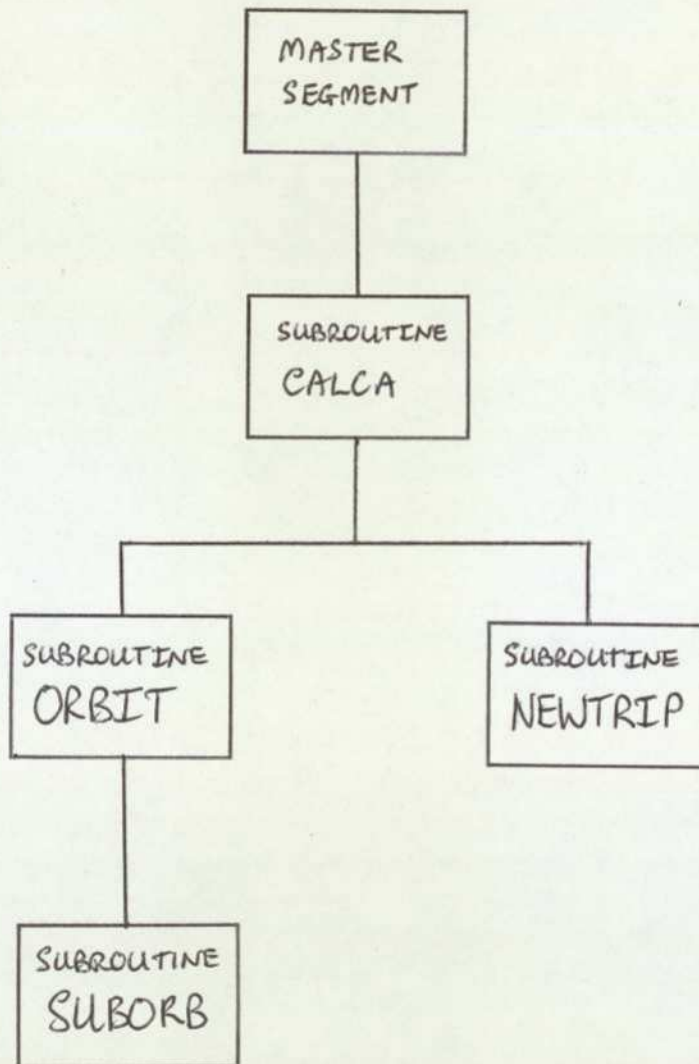 MASTER
SEGMENT
SUBROUTINE
CALCA
SUBROUTINE
ORBIT
SUBROUTINE
NEWTRIP
SUBROUTINE
SUBORB